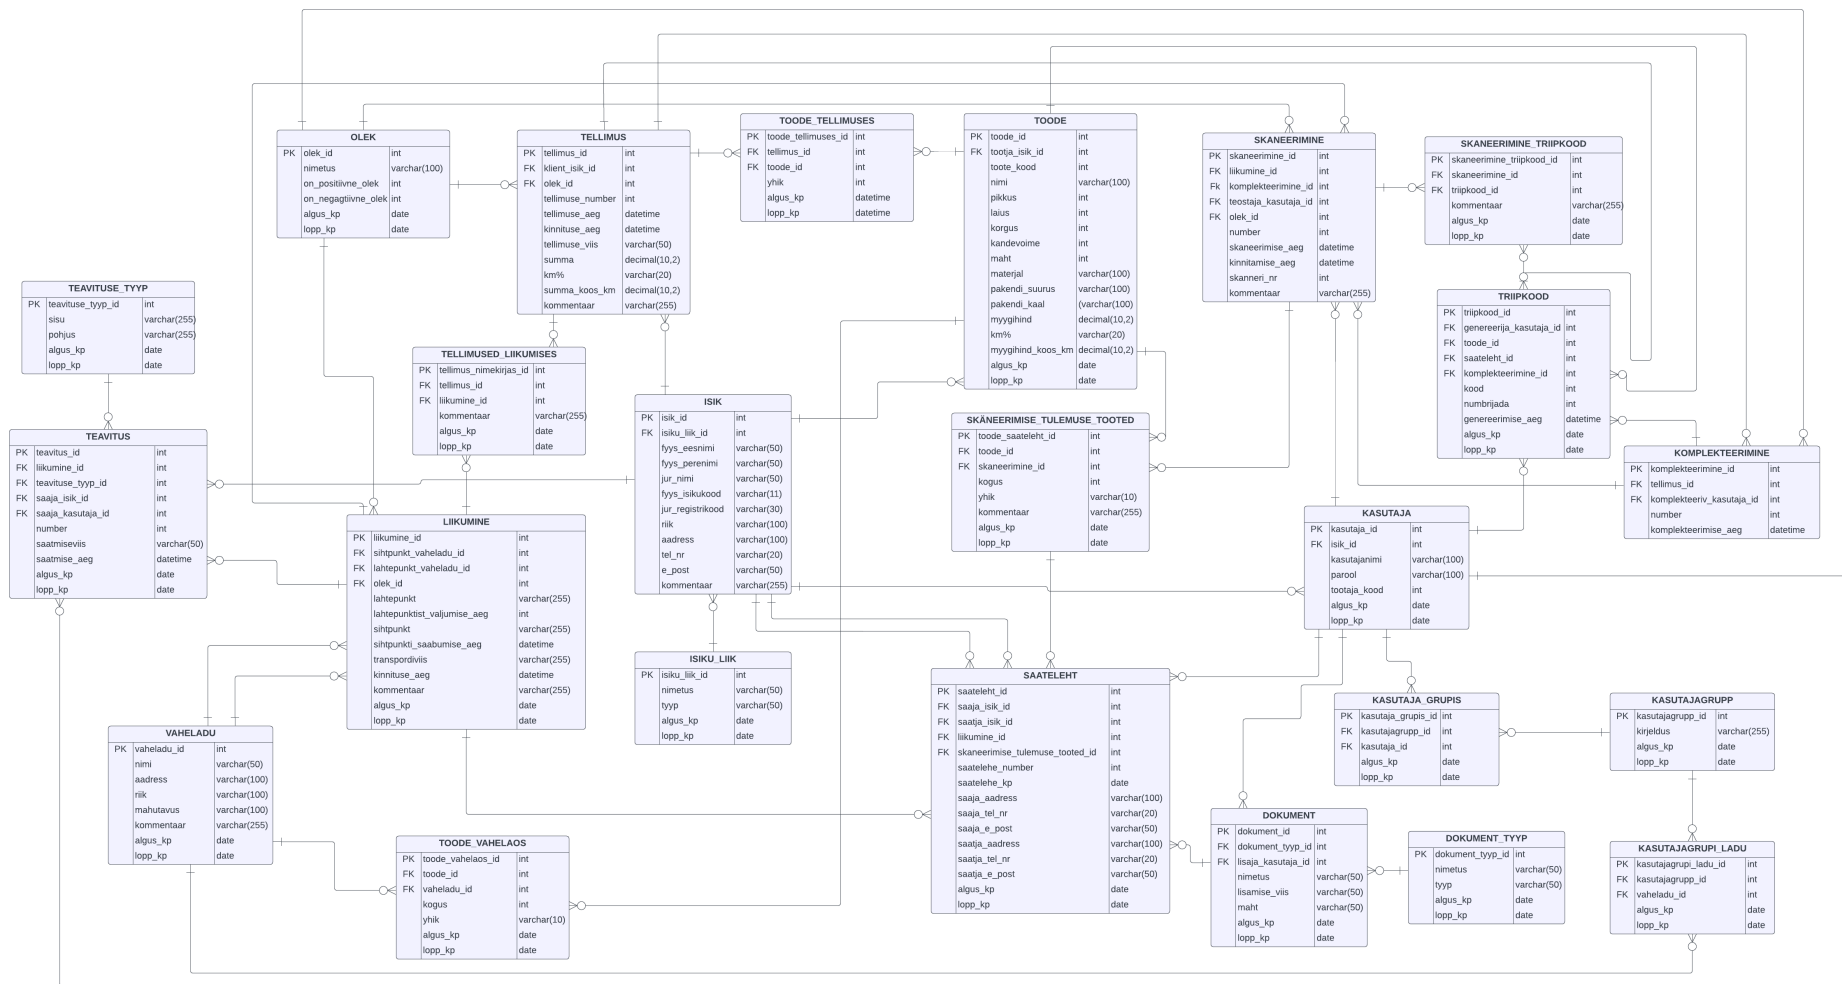 OLEK
PK olek_id int
nimetus varchar(100)
on_positiivne_olek int
on_negagtiivne_olek int
algus_kp date
lopp_kp date
TELLIMUS
PK tellimus_id int
FK klient_isik_id int
FK olek_id int
tellimuse_number int
tellimuse_aeg datetime
kinnituse_aeg datetime
tellimuse_viis varchar(50)
summa decimal(10,2)
km% varchar(20)
summa_koos_km decimal(10,2)
kommentaar varchar(255)
TOODE_TELLIMUSES
PK toode_tellimuses_id int
FK tellimus_id int
FK toode_id int
yhik int
algus_kp datetime
lopp_kp datetime
TOODE
PK toode_id int
FK tootja_isik_id int
toote_kood int
nimi varchar(100)
pikkus int
laius int
korgus int
kandevoime int
maht int
materjal varchar(100)
pakendi_suurus varchar(100)
pakendi_kaal (varchar(100)
myygihind decimal(10,2)
km% varchar(20)
myygihind_koos_km decimal(10,2)
algus_kp date
lopp_kp date
SKANEERIMINE
PK skaneerimine_id int
FK liikumine_id int
Fk komplekteerimine_id int
FK teostaja_kasutaja_id int
FK olek_id int
number int
skaneerimise_aeg datetime
kinnitamise_aeg datetime
skanneri_nr int
kommentaar varchar(255)
SKANEERIMINE_TRIIPKOOD
PK skaneerimine_triipkood_id int
FK skaneerimine_id int
FK triipkood_id int
kommentaar varchar(255)
algus_kp date
lopp_kp date
TEAVITUSE_TYYP
PK teavituse_tyyp_id int
sisu varchar(255)
pohjus varchar(255)
algus_kp date
lopp_kp date
TRIIPKOOD
PK triipkood_id int
FK genereerija_kasutaja_id int
FK toode_id int
FK saateleht_id int
FK komplekteerimine_id int
kood int
numbrijada int
genereerimise_aeg datetime
algus_kp date
lopp_kp date
TELLIMUSED_LIIKUMISES
PK tellimus_nimekirjas_id int
FK tellimus_id int
FK liikumine_id int
kommentaar varchar(255)
algus_kp date
lopp_kp date
ISIK
PK isik_id int
FK isiku_liik_id int
fyys_eesnimi varchar(50)
fyys_perenimi varchar(50)
jur_nimi varchar(50)
fyys_isikukood varchar(11)
jur_registrikood varchar(30)
riik varchar(100)
aadress varchar(100)
tel_nr varchar(20)
e_post varchar(50)
kommentaar varchar(255)
SKÄNEERIMISE_TULEMUSE_TOOTED
PK toode_saateleht_id int
FK toode_id int
FK skaneerimine_id int
kogus int
yhik varchar(10)
kommentaar varchar(255)
algus_kp date
lopp_kp date
TEAVITUS
PK teavitus_id int
FK liikumine_id int
FK teavituse_tyyp_id int
FK saaja_isik_id int
FK saaja_kasutaja_id int
number int
saatmiseviis varchar(50)
saatmise_aeg datetime
algus_kp date
lopp_kp date
KOMPLEKTEERIMINE
PK komplekteerimine_id int
FK tellimus_id int
FK komplekteeriv_kasutaja_id int
number int
komplekteerimise_aeg datetime
LIIKUMINE
PK liikumine_id int
FK sihtpunkt_vaheladu_id int
FK lahtepunkt_vaheladu_id int
FK olek_id int
lahtepunkt varchar(255)
lahtepunktist_valjumise_aeg int
sihtpunkt varchar(255)
sihtpunkti_saabumise_aeg datetime
transpordiviis varchar(255)
kinnituse_aeg datetime
kommentaar varchar(255)
algus_kp date
lopp_kp date
KASUTAJA
PK kasutaja_id int
FK isik_id int
kasutajanimi varchar(100)
parool varchar(100)
tootaja_kood int
algus_kp date
lopp_kp date
ISIKU_LIIK
PK isiku_liik_id int
nimetus varchar(50)
tyyp varchar(50)
algus_kp date
lopp_kp date
SAATELEHT
PK saateleht_id int
FK saaja_isik_id int
FK saatja_isik_id int
FK liikumine_id int
FK skaneerimise_tulemuse_tooted_id int
saatelehe_number int
saatelehe_kp date
saaja_aadress varchar(100)
saaja_tel_nr varchar(20)
saaja_e_post varchar(50)
saatja_aadress varchar(100)
saatja_tel_nr varchar(20)
saatja_e_post varchar(50)
algus_kp date
lopp_kp date
KASUTAJA_GRUPIS
PK kasutaja_grupis_id int
FK kasutajagrupp_id int
FK kasutaja_id int
algus_kp date
lopp_kp date
KASUTAJAGRUPP
PK kasutajagrupp_id int
kirjeldus varchar(255)
algus_kp date
lopp_kp date
VAHELADU
PK vaheladu_id int
nimi varchar(50)
aadress varchar(100)
riik varchar(100)
mahutavus varchar(100)
kommentaar varchar(255)
algus_kp date
lopp_kp date
DOKUMENT
PK dokument_id int
FK dokument_tyyp_id int
FK lisaja_kasutaja_id int
nimetus varchar(50)
lisamise_viis varchar(50)
maht varchar(50)
algus_kp date
lopp_kp date
DOKUMENT_TYYP
PK dokument_tyyp_id int
nimetus varchar(50)
tyyp varchar(50)
algus_kp date
lopp_kp date
TOODE_VAHELAOS
PK toode_vahelaos_id int
FK toode_id int
FK vaheladu_id int
kogus int
yhik varchar(10)
algus_kp date
lopp_kp date
KASUTAJAGRUPI_LADU
PK kasutajagrupi_ladu_id int
FK kasutajagrupp_id int
FK vaheladu_id int
algus_kp date
lopp_kp date